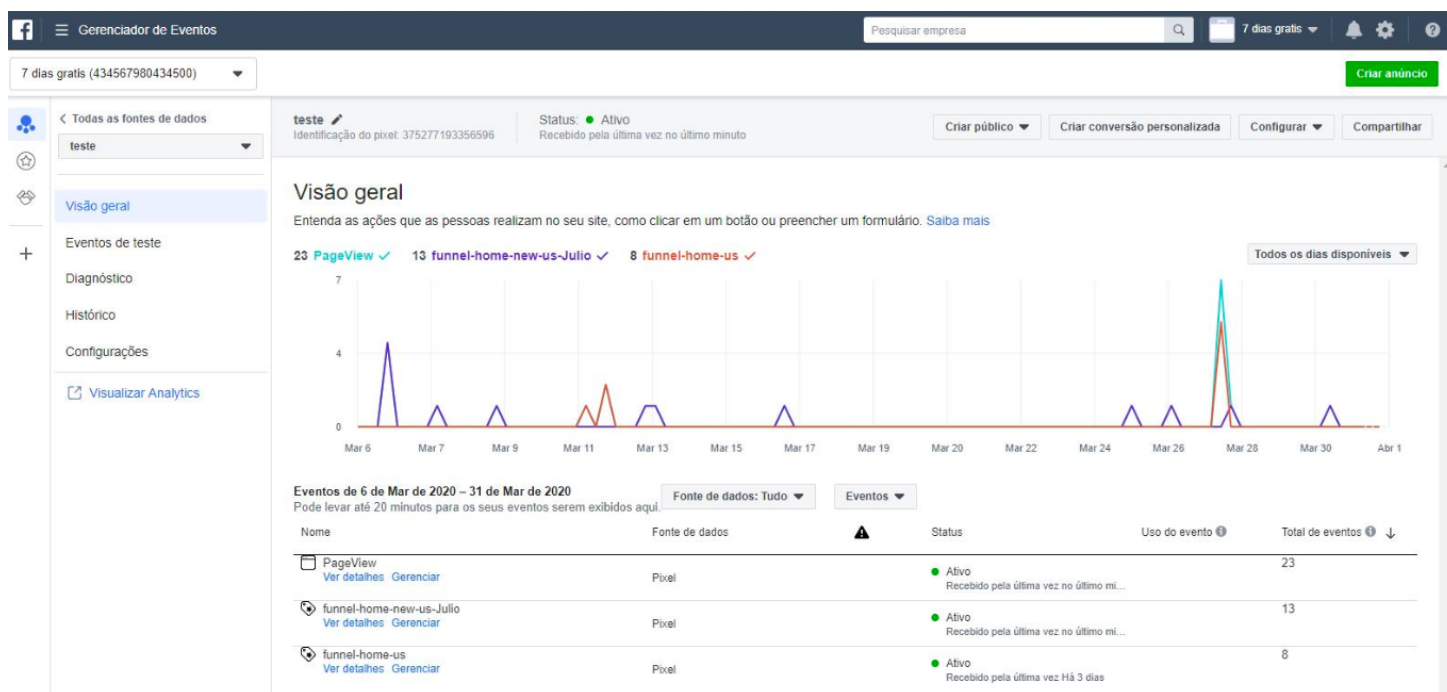 f
Gerenciador de Eventos
Pesquisar empresa
7 dias gratis
7 dias gratis (434567980434500)
Criar anúncio
Todas as fontes de dados
teste
Visão geral
Eventos de teste
Diagnóstico
Histórico
Configurações
Visualizar Analytics
teste
Identificação do pixel: 375277193356596
Status: Ativo
Recebido pela última vez no último minuto
Criar público
Criar conversão personalizada
Configurar
Compartilhar
Visão geral
Entenda as ações que as pessoas realizam no seu site, como clicar em um botão ou preencher um formulário. Saiba mais
23 PageView 13 funnel-home-new-us-Julio 8 funnel-home-us
Todos os dias disponíveis
7
4
0
Mar 6 Mar 7 Mar 9 Mar 11 Mar 13 Mar 15 Mar 17 Mar 19 Mar 20 Mar 22 Mar 24 Mar 26 Mar 28 Mar 30 Abr 1
Eventos de 6 de Mar de 2020 – 31 de Mar de 2020
Pode levar até 20 minutos para os seus eventos serem exibidos aqui.
Fonte de dados: Tudo
Eventos
Nome Fonte de dados Status Uso do evento Total de eventos
PageView
Ver detalhes Gerenciar
Pixel
Ativo
Recebido pela última vez no último mi...
23
funnel-home-new-us-Julio
Ver detalhes Gerenciar
Pixel
Ativo
Recebido pela última vez no último mi...
13
funnel-home-us
Ver detalhes Gerenciar
Pixel
Ativo
Recebido pela última vez Há 3 dias
8